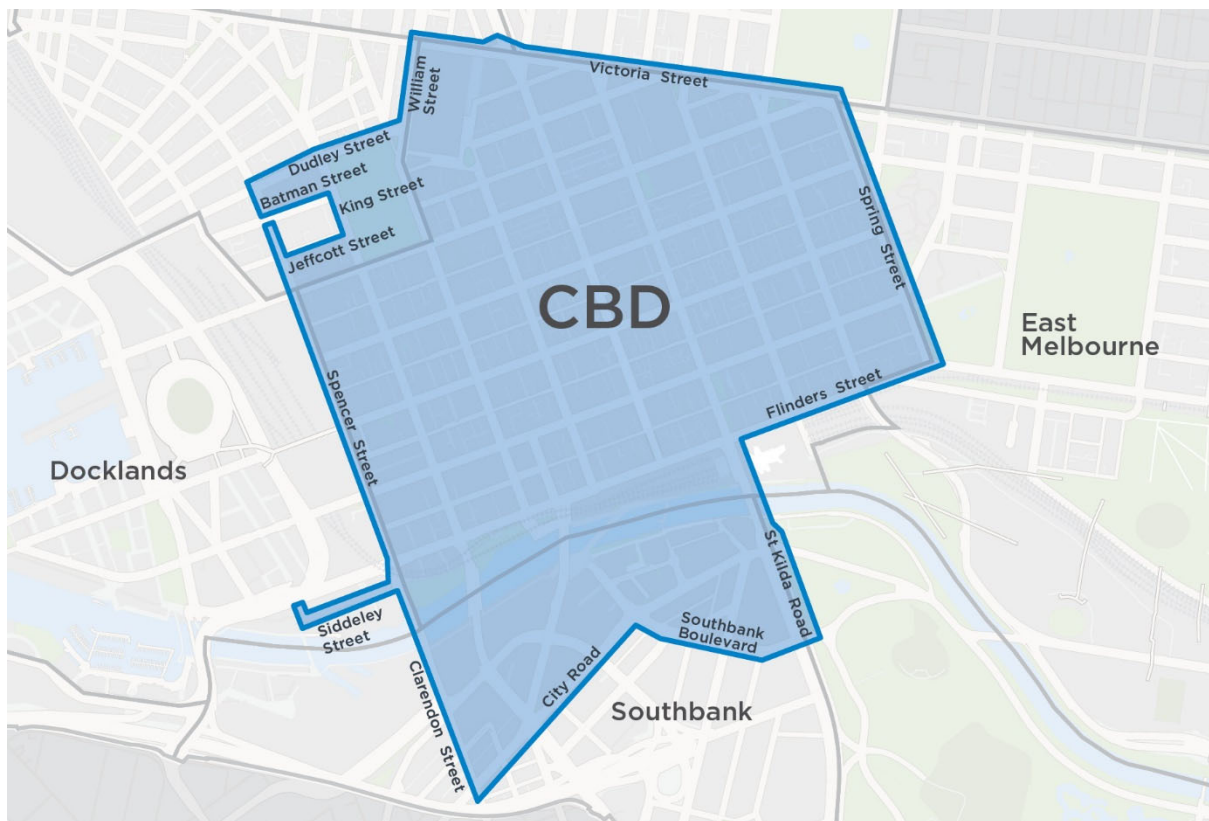 Victoria Street
William
Street
Dudley Street
Batman Street
King Street
Jeffcott Street
Spring Street
CBD
East
Melbourne
Spencer Street
Flinders Street
Docklands
St Kilda Road
Siddeley
Street
Southbank
Boulevard
City Road
Clarendon Street
Southbank